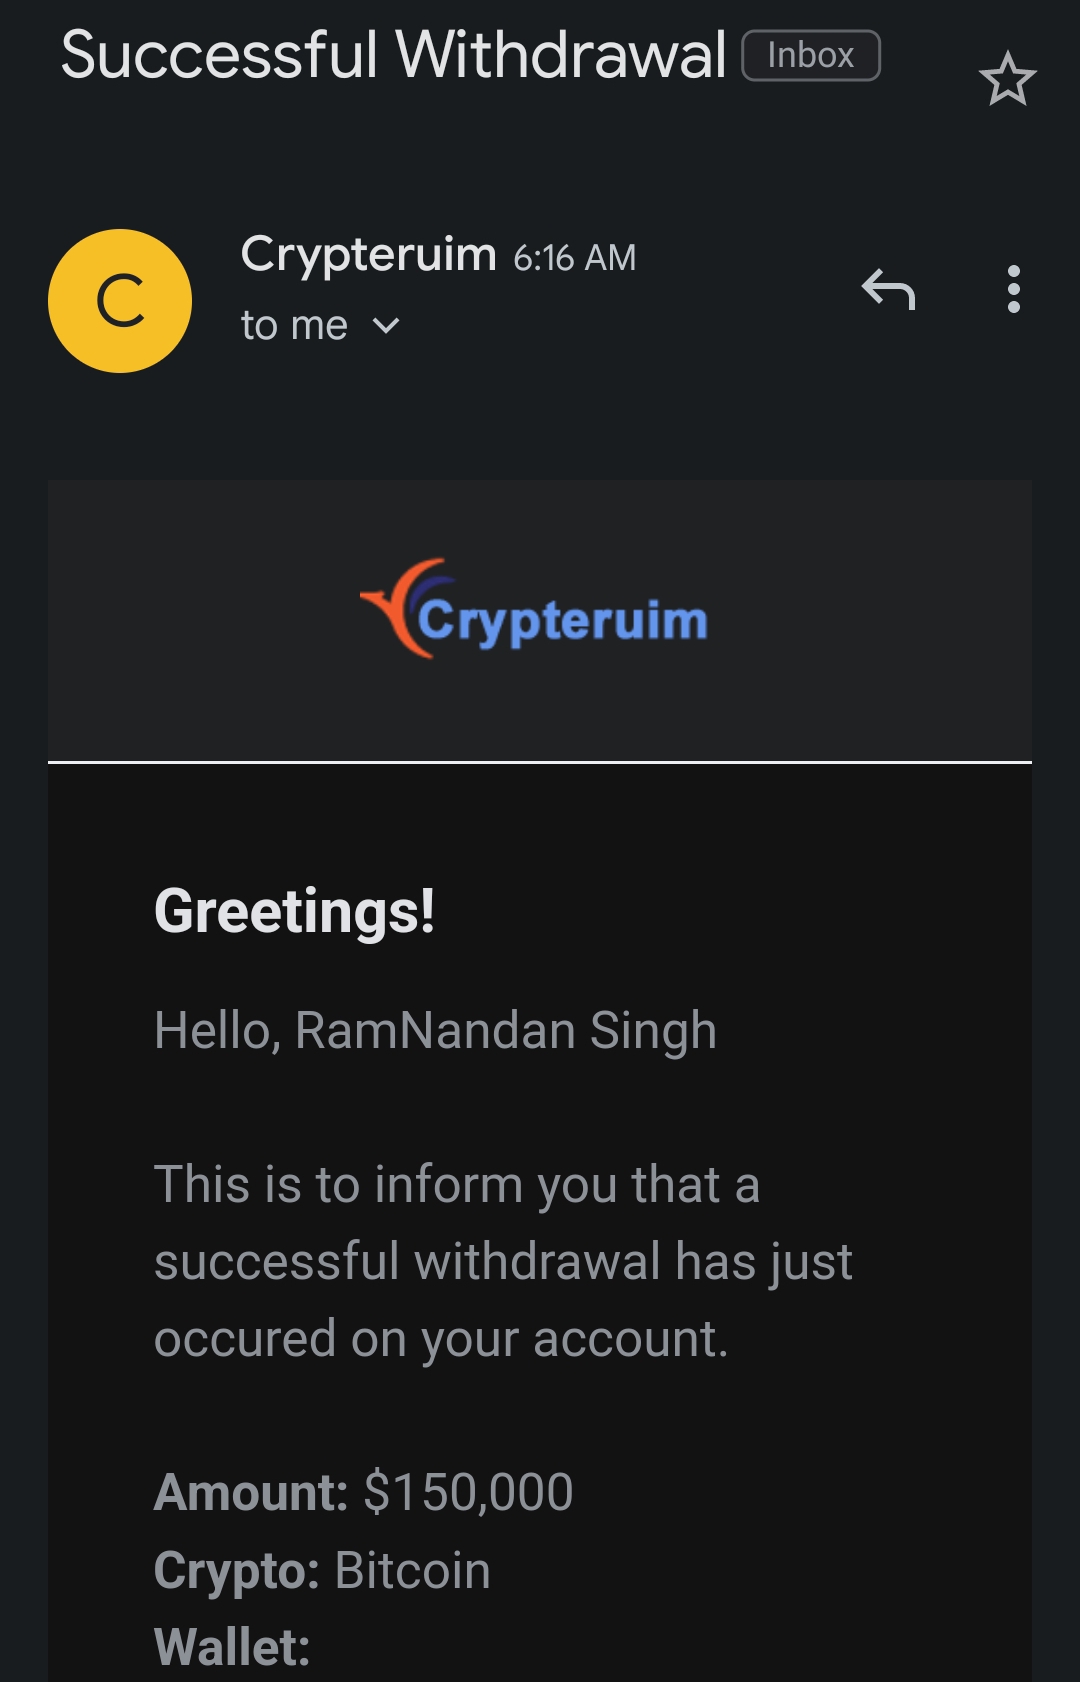 Successful Withdrawal Inbox
C
Crypteruim 6:16 AM
to me
Crypteruim
Greetings!
Hello, RamNandan Singh
This is to inform you that a
successful withdrawal has just
occured on your account.
Amount: $150,000
Crypto: Bitcoin
Wallet: